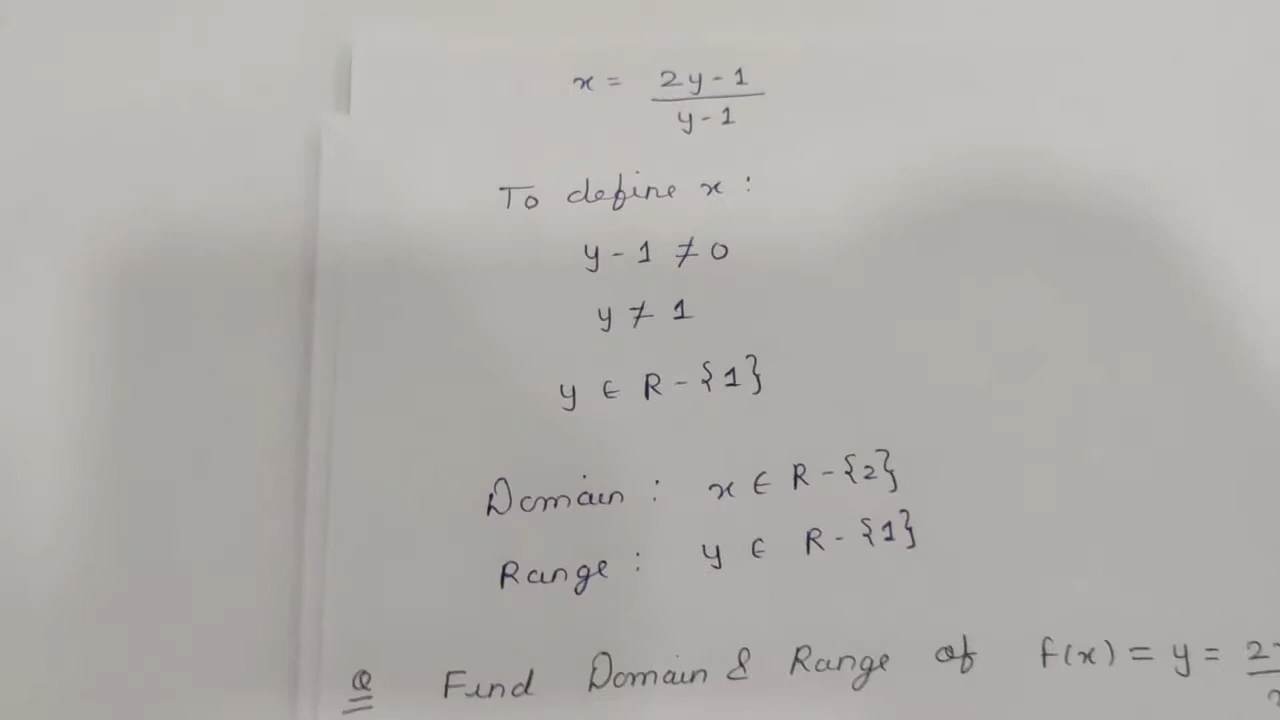 x = 2y-1
y-1
To define x :
y - 1 ≠ 0
y ≠ 1
y ∈ R - {1}
Domain : x ∈ R - {2}
Range : y ∈ R - {1}
Q Find Domain & Range of f(x) = y =